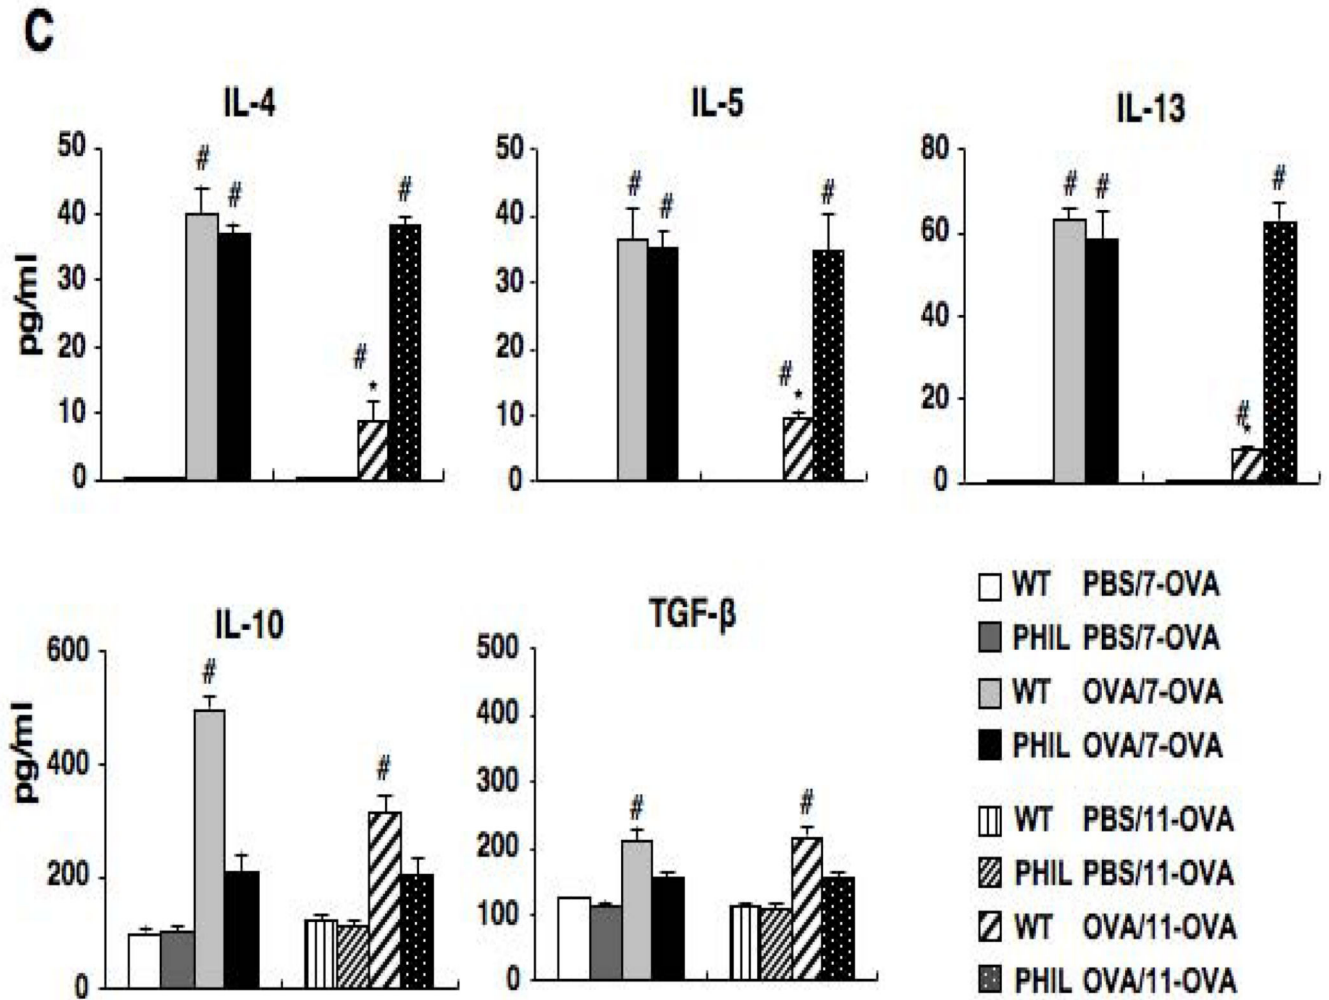 C
IL-4
IL-5
IL-13
50
40
30
20
10
0
pg/ml
#
#
#
*
#
50
40
30
20
10
0
#
#
#
*
#
80
60
40
20
0
#
#
#
*
#
IL-10
TGF-β
600
400
200
0
pg/ml
#
#
500
400
300
200
100
0
#
#
WT PBS/7-OVA
PHIL PBS/7-OVA
WT OVA/7-OVA
PHIL OVA/7-OVA
WT PBS/11-OVA
PHIL PBS/11-OVA
WT OVA/11-OVA
PHIL OVA/11-OVA